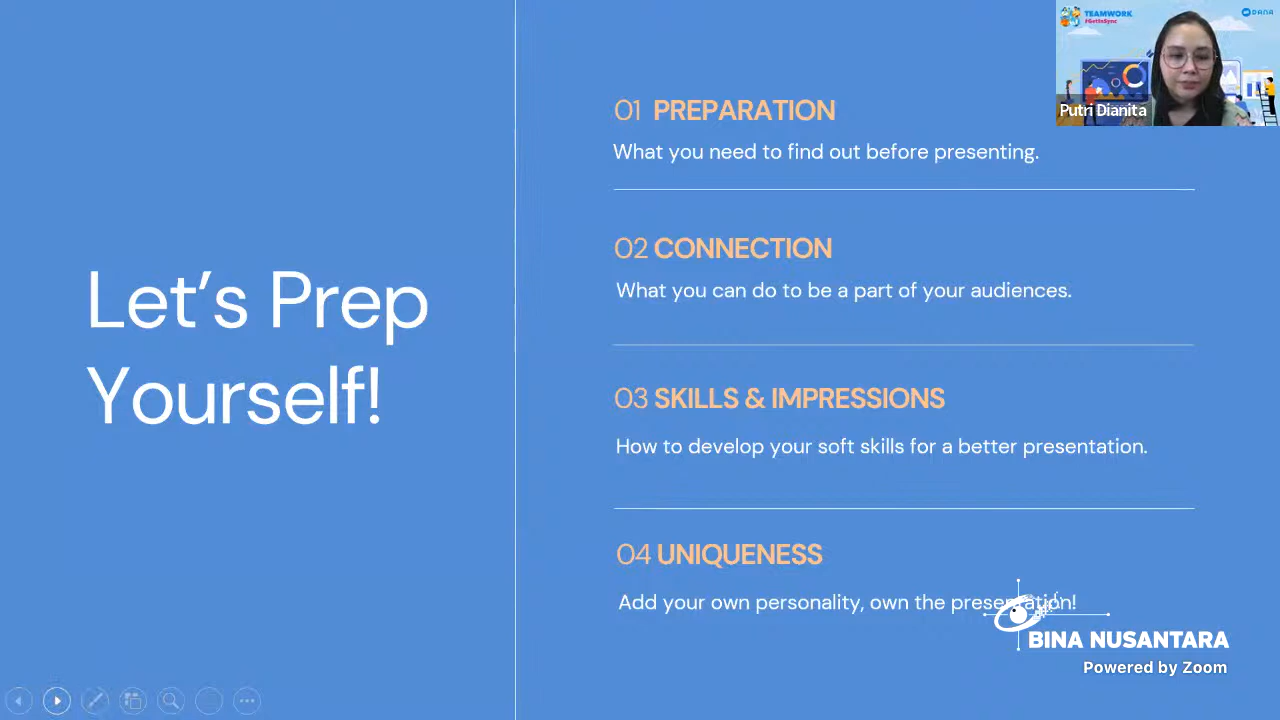 Let's Prep
Yourself!
01 PREPARATION
What you need to find out before presenting.
02 CONNECTION
What you can do to be a part of your audiences.
03 SKILLS & IMPRESSIONS
How to develop your soft skills for a better presentation.
04 UNIQUENESS
Add your own personality, own the presentation!
TEAMWORK
#GetInSync
DANA
Putri Dianita
BINA NUSANTARA
Powered by Zoom